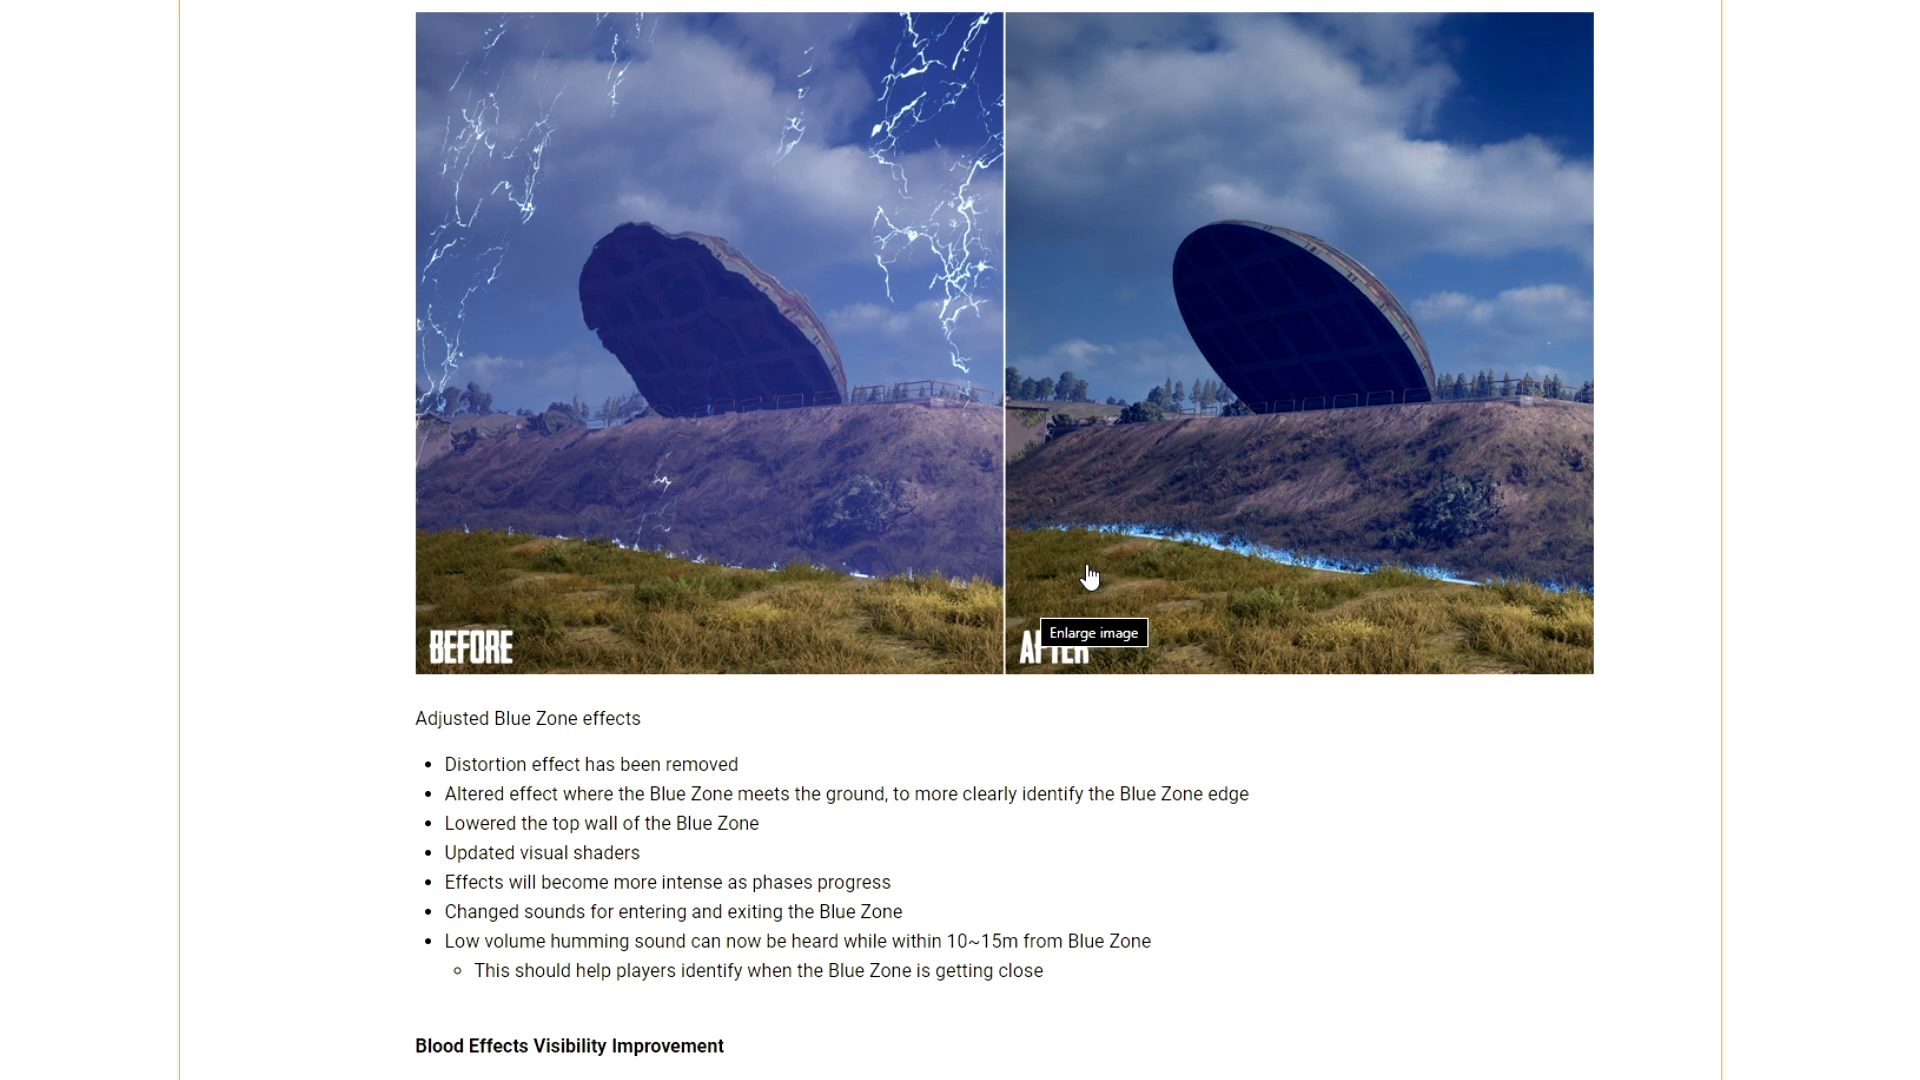 BEFORE
AFTER
Enlarge image
Adjusted Blue Zone effects
Distortion effect has been removed
Altered effect where the Blue Zone meets the ground, to more clearly identify the Blue Zone edge
Lowered the top wall of the Blue Zone
Updated visual shaders
Effects will become more intense as phases progress
Changed sounds for entering and exiting the Blue Zone
Low volume humming sound can now be heard while within 10~15m from Blue Zone
This should help players identify when the Blue Zone is getting close
Blood Effects Visibility Improvement